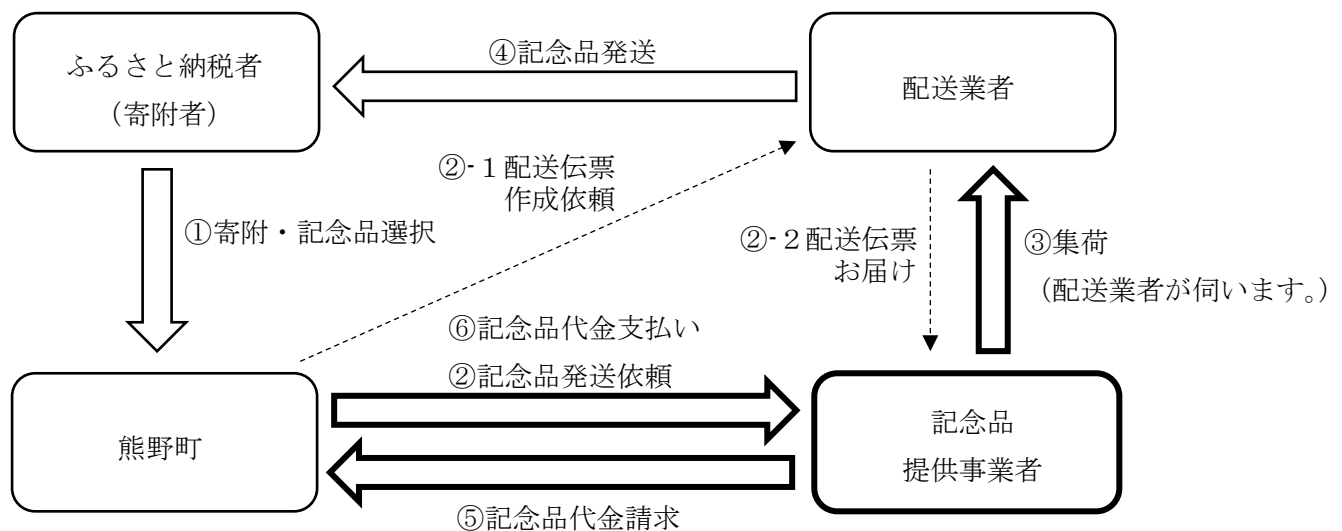 ふるさと納税者
（寄附者）
④記念品発送
配送業者
②-１配送伝票
作成依頼
①寄附・記念品選択
②-２配送伝票
お届け
③集荷
（配送業者が伺います。）
⑥記念品代金支払い
②記念品発送依頼
熊野町
記念品
提供事業者
⑤記念品代金請求